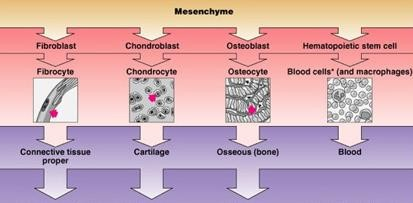 Mesenchyme
Fibroblast Chondroblast Osteoblast Hematopoietic stem cell
Fibrocyte Chondrocyte Osteocyte Blood cells* (and macrophages)
Connective tissue proper Cartilage Osseous (bone) Blood